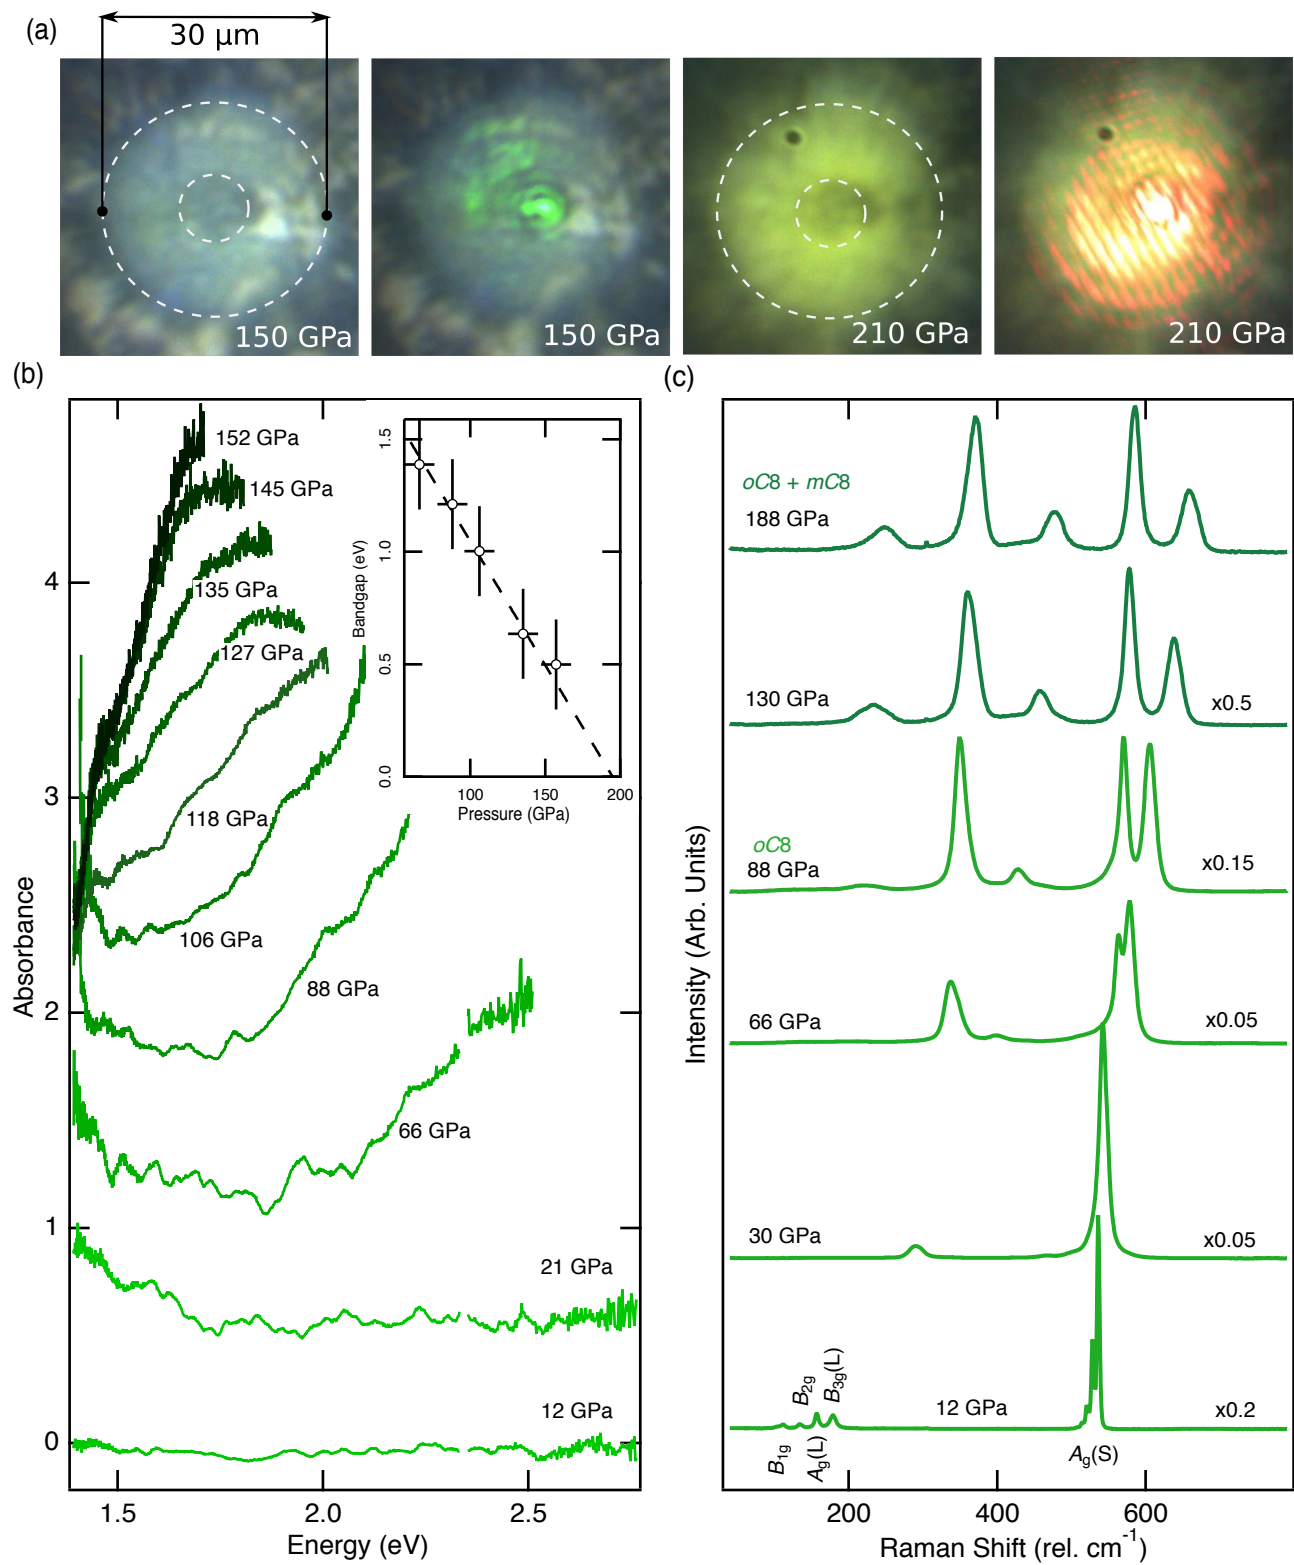 (a)
30 µm
150 GPa
150 GPa
210 GPa
210 GPa
(b)
152 GPa
145 GPa
135 GPa
127 GPa
118 GPa
106 GPa
88 GPa
66 GPa
21 GPa
12 GPa
4
3
2
1
0
Absorbance
1.5
2.0
2.5
Energy (eV)
1.5
1.0
0.5
0.0
Bandgap (eV)
100
150
200
Pressure (GPa)
(c)
oC8 + mC8
188 GPa
130 GPa
x0.5
oC8
88 GPa
x0.15
66 GPa
x0.05
30 GPa
x0.05
12 GPa
x0.2
B1g
B2g
Ag(L)
B3g(L)
Ag(S)
Intensity (Arb. Units)
200
400
600
Raman Shift (rel. cm⁻¹)